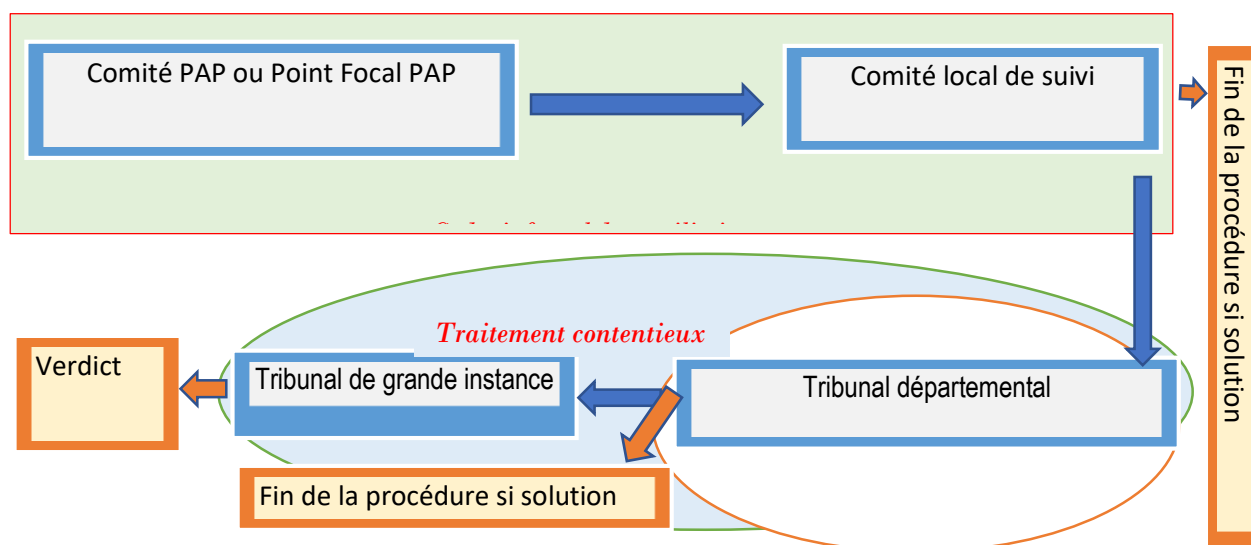 Comité PAP ou Point Focal PAP
Comité local de suivi
Fin de la procédure si solution
Traitement contentieux
Verdict
Tribunal de grande instance
Tribunal départemental
Fin de la procédure si solution